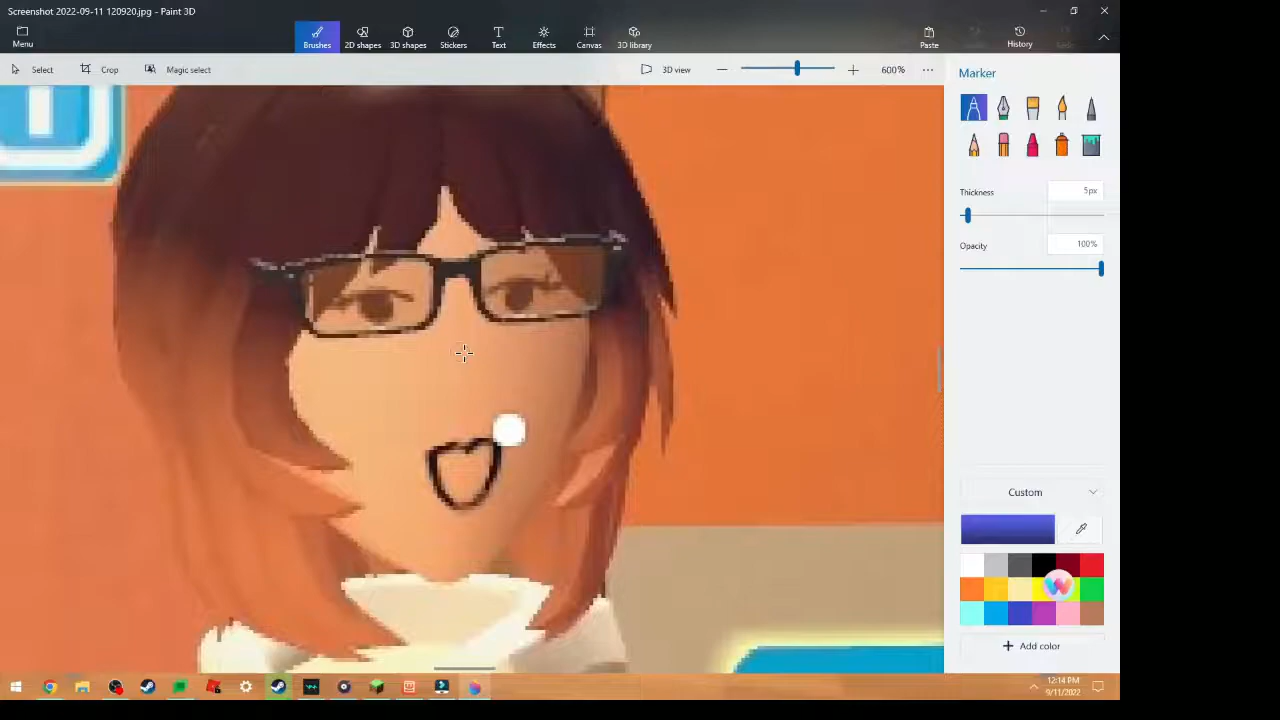 Screenshot 2022-09-11 120920.jpg - Paint 3D
Menu
Brushes
2D shapes
3D shapes
Stickers
Text
Effects
Canvas
3D library
Paste
History
Select
Crop
Magic select
3D view
600%
Marker
Thickness
5px
Opacity
100%
Custom
Add color
12:14 PM
9/11/2022